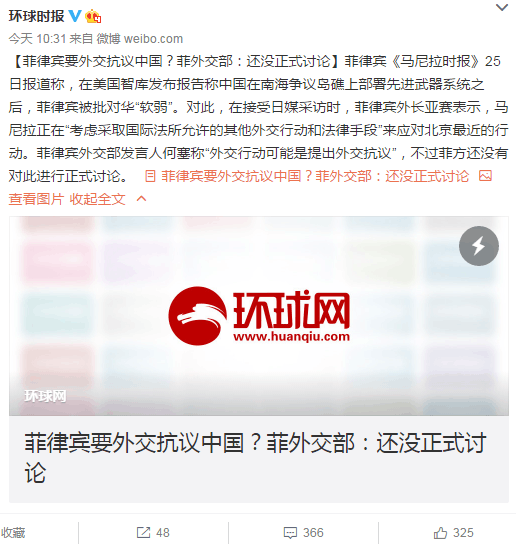 环球时报
今天 10:31 来自 微博 weibo.com
【菲律宾要外交抗议中国？菲外交部：还没正式讨论】菲律宾《马尼拉时报》25
日报道称，在美国智库发布报告称中国在南海争议岛礁上部署先进武器系统之
后，菲律宾被批对华“软弱”。对此，在接受日媒采访时，菲律宾外长亚赛表示，马
尼拉正在“考虑采取国际法所允许的其他外交行动和法律手段”来应对北京最近的行
动。菲律宾外交部发言人何塞称“外交行动可能是提出外交抗议”，不过菲方还没有
对此进行正式讨论。 菲律宾要外交抗议中国？菲外交部：还没正式讨论
查看图片 收起全文
环球网
www.huanqiu.com
环球网
菲律宾要外交抗议中国？菲外交部：还没正式讨
论
收藏 48 366 325